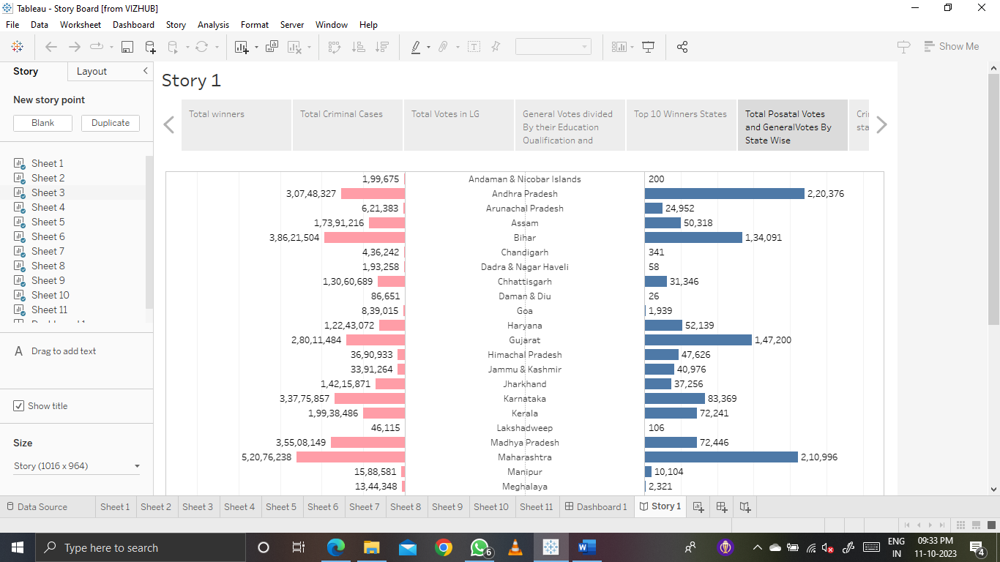 Tableau - Story Board [from VIZHUB]
File Data Worksheet Dashboard Story Analysis Format Server Window Help
Show Me
Story Layout
New story point
Blank Duplicate
Sheet 1
Sheet 2
Sheet 3
Sheet 4
Sheet 5
Sheet 6
Sheet 7
Sheet 8
Sheet 9
Sheet 10
Sheet 11
A Drag to add text
Show title
Size
Story (1016 x 964)
Story 1
Total winners
Total Criminal Cases
Total Votes in LG
General Votes divided
By their Education
Qualification and
Top 10 Winners States
Total Posatal Votes
and GeneralVotes By
State Wise
1,99,675 Andaman & Nicobar Islands 200
3,07,48,327 Andhra Pradesh 2,20,376
6,21,383 Arunachal Pradesh 24,952
1,73,91,216 Assam 50,318
3,86,21,504 Bihar 1,34,091
4,36,242 Chandigarh 341
1,93,258 Dadra & Nagar Haveli 58
1,30,60,689 Chhattisgarh 31,346
86,651 Daman & Diu 26
8,39,015 Goa 1,939
1,22,43,072 Haryana 52,139
2,80,11,484 Gujarat 1,47,200
36,90,933 Himachal Pradesh 47,626
33,91,264 Jammu & Kashmir 40,976
1,42,15,871 Jharkhand 37,256
3,37,75,857 Karnataka 83,369
1,99,38,486 Kerala 72,241
46,115 Lakshadweep 106
3,55,08,149 Madhya Pradesh 72,446
5,20,76,238 Maharashtra 2,10,996
15,88,581 Manipur 10,104
13,44,348 Meghalaya 2,321
Data Source Sheet 1 Sheet 2 Sheet 3 Sheet 4 Sheet 5 Sheet 6 Sheet 7 Sheet 8 Sheet 9 Sheet 10 Sheet 11 Dashboard 1 Story 1
Type here to search
6
ENG
IN
09:33 PM
11-10-2023
4